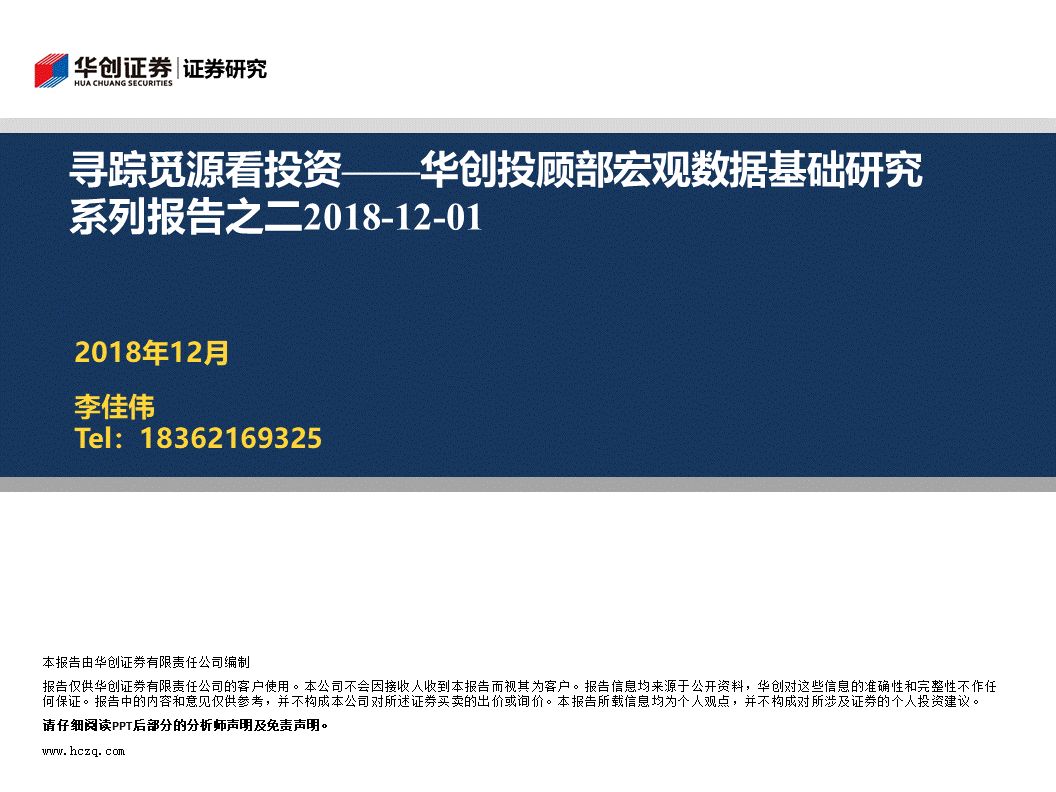 华创证券 | 证券研究
HUA CHUANG SECURITIES
寻踪觅源看投资——华创投顾部宏观数据基础研究
系列报告之二2018-12-01
2018年12月
李佳伟
Tel：18362169325
本报告由华创证券有限责任公司编制
报告仅供华创证券有限责任公司的客户使用。本公司不会因接收人收到本报告而视其为客户。报告信息均来源于公开资料，华创对这些信息的准确性和完整性不作任
何保证。报告中的内容和意见仅供参考，并不构成本公司对所述证券买卖的出价或询价。本报告所载信息均为个人观点，并不构成对所涉及证券的个人投资建议。
请仔细阅读PPT后部分的分析师声明及免责声明。
www.hczq.com